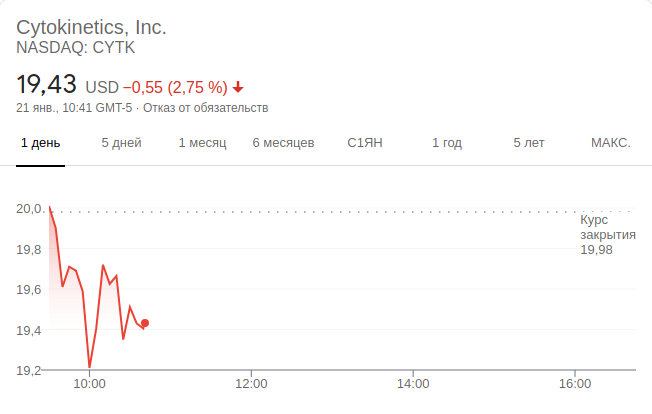 Cytokinetics, Inc.
NASDAQ: CYTK
19,43 USD −0,55 (2,75 %)
21 янв., 10:41 GMT-5 · Отказ от обязательств
1 день 5 дней 1 месяц 6 месяцев С1ЯН 1 год 5 лет МАКС.
20,0
Курс
закрытия
19,98
19,8
19,6
19,4
19,2
10:00 12:00 14:00 16:00